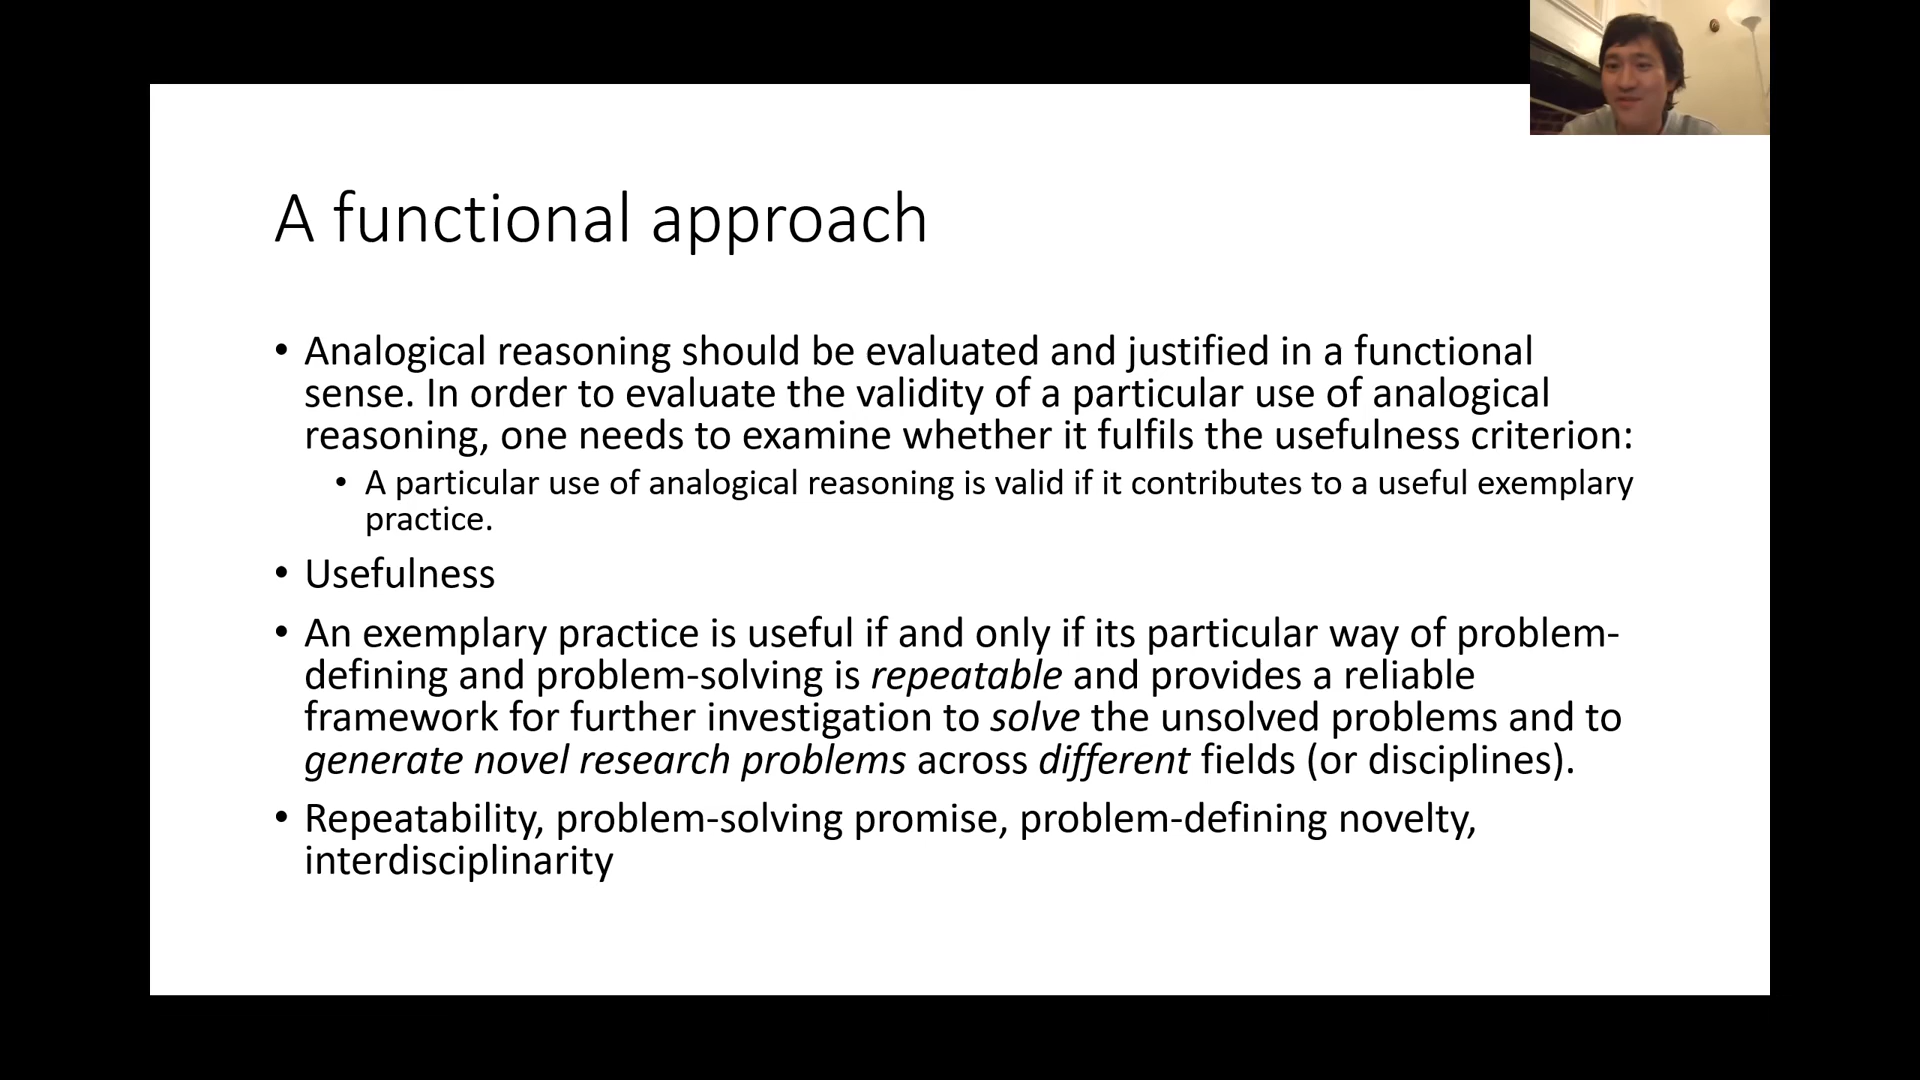 A functional approach
• Analogical reasoning should be evaluated and justified in a functional
sense. In order to evaluate the validity of a particular use of analogical
reasoning, one needs to examine whether it fulfils the usefulness criterion:
• A particular use of analogical reasoning is valid if it contributes to a useful exemplary
practice.
• Usefulness
• An exemplary practice is useful if and only if its particular way of problem-
defining and problem-solving is repeatable and provides a reliable
framework for further investigation to solve the unsolved problems and to
generate novel research problems across different fields (or disciplines).
• Repeatability, problem-solving promise, problem-defining novelty,
interdisciplinarity